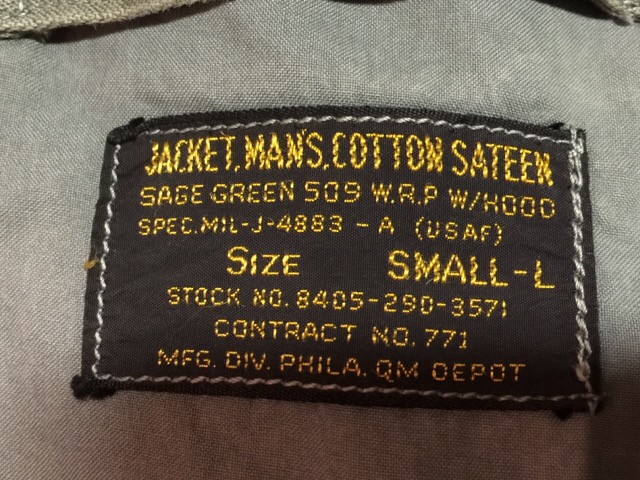 JACKET, MAN'S, COTTON SATEEN
SAGE GREEN 509 W.R.P W/HOOD
SPEC. MIL-J-4883-A (USAF)
SIZE SMALL-L
STOCK NO. 8405-290-3571
CONTRACT NO. 771
MFG. DIV. PHILA. QM DEPOT